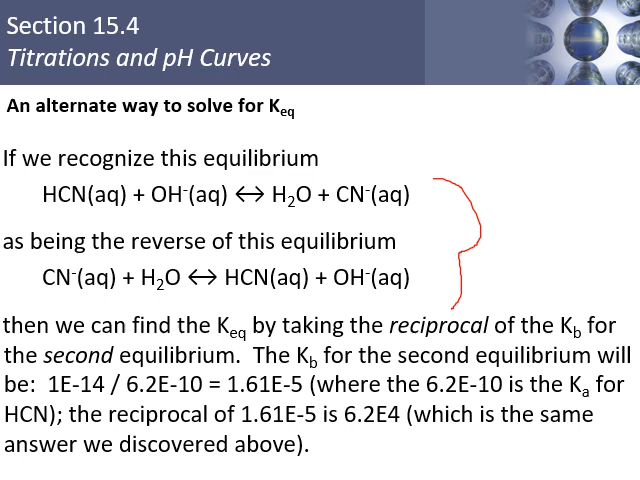 Section 15.4
Titrations and pH Curves
An alternate way to solve for Keq
If we recognize this equilibrium
HCN(aq) + OH⁻(aq) ↔ H₂O + CN⁻(aq)
as being the reverse of this equilibrium
CN⁻(aq) + H₂O ↔ HCN(aq) + OH⁻(aq)
then we can find the Keq by taking the reciprocal of the Kb for
the second equilibrium.  The Kb for the second equilibrium will
be:  1E-14 / 6.2E-10 = 1.61E-5 (where the 6.2E-10 is the Ka for
HCN); the reciprocal of 1.61E-5 is 6.2E4 (which is the same
answer we discovered above).